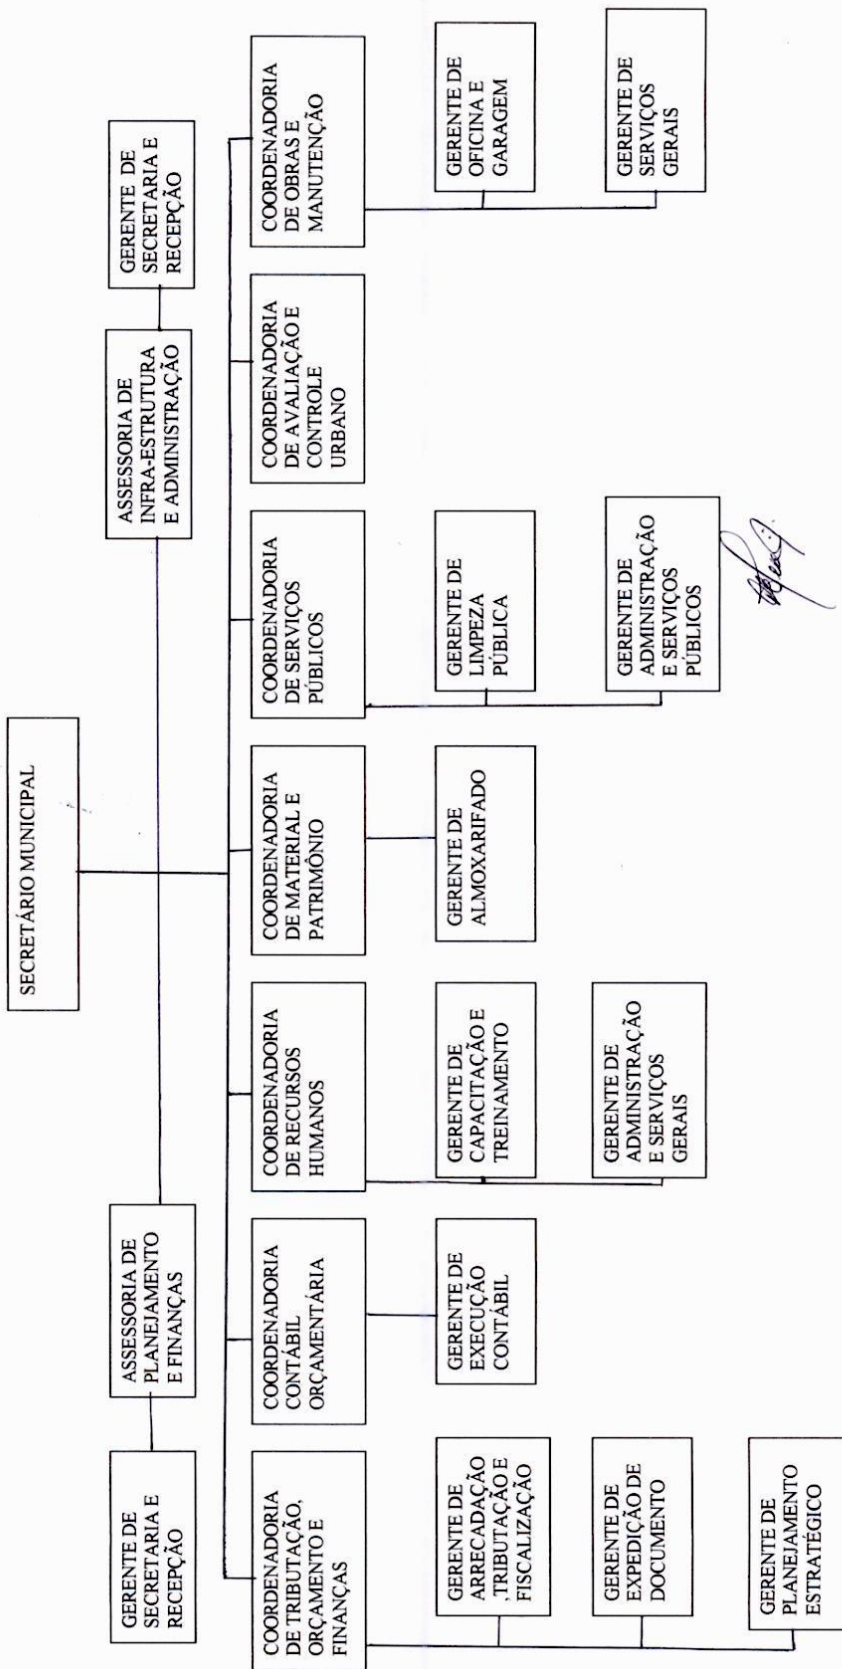 SECRETÁRIO MUNICIPAL
GERENTE DE
SECRETARIA E
RECEPÇÃO
ASSESSORIA DE
PLANEJAMENTO
E FINANÇAS
ASSESSORIA DE
INFRA-ESTRUTURA
E ADMINISTRAÇÃO
GERENTE DE
SECRETARIA E
RECEPÇÃO
COORDENADORIA
DE TRIBUTAÇÃO,
ORÇAMENTO E
FINANÇAS
COORDENADORIA
CONTÁBIL
ORÇAMENTÁRIA
COORDENADORIA
DE RECURSOS
HUMANOS
COORDENADORIA
DE MATERIAL E
PATRIMÔNIO
COORDENADORIA
DE SERVIÇOS
PÚBLICOS
COORDENADORIA
DE AVALIAÇÃO E
CONTROLE
URBANO
COORDENADORIA
DE OBRAS E
MANUTENÇÃO
GERENTE DE
ARRECADAÇÃO
,TRIBUTAÇÃO E
FISCALIZAÇÃO
GERENTE DE
EXECUÇÃO
CONTÁBIL
GERENTE DE
CAPACITAÇÃO E
TREINAMENTO
GERENTE DE
ALMOXARIFADO
GERENTE DE
LIMPEZA
PÚBLICA
GERENTE DE
OFICINA E
GARAGEM
GERENTE DE
EXPEDIÇÃO DE
DOCUMENTO
GERENTE DE
ADMINISTRAÇÃO
E SERVIÇOS
GERAIS
GERENTE DE
ADMINISTRAÇÃO
E SERVIÇOS
PÚBLICOS
GERENTE DE
SERVIÇOS
GERAIS
GERENTE DE
PLANEJAMENTO
ESTRATÉGICO